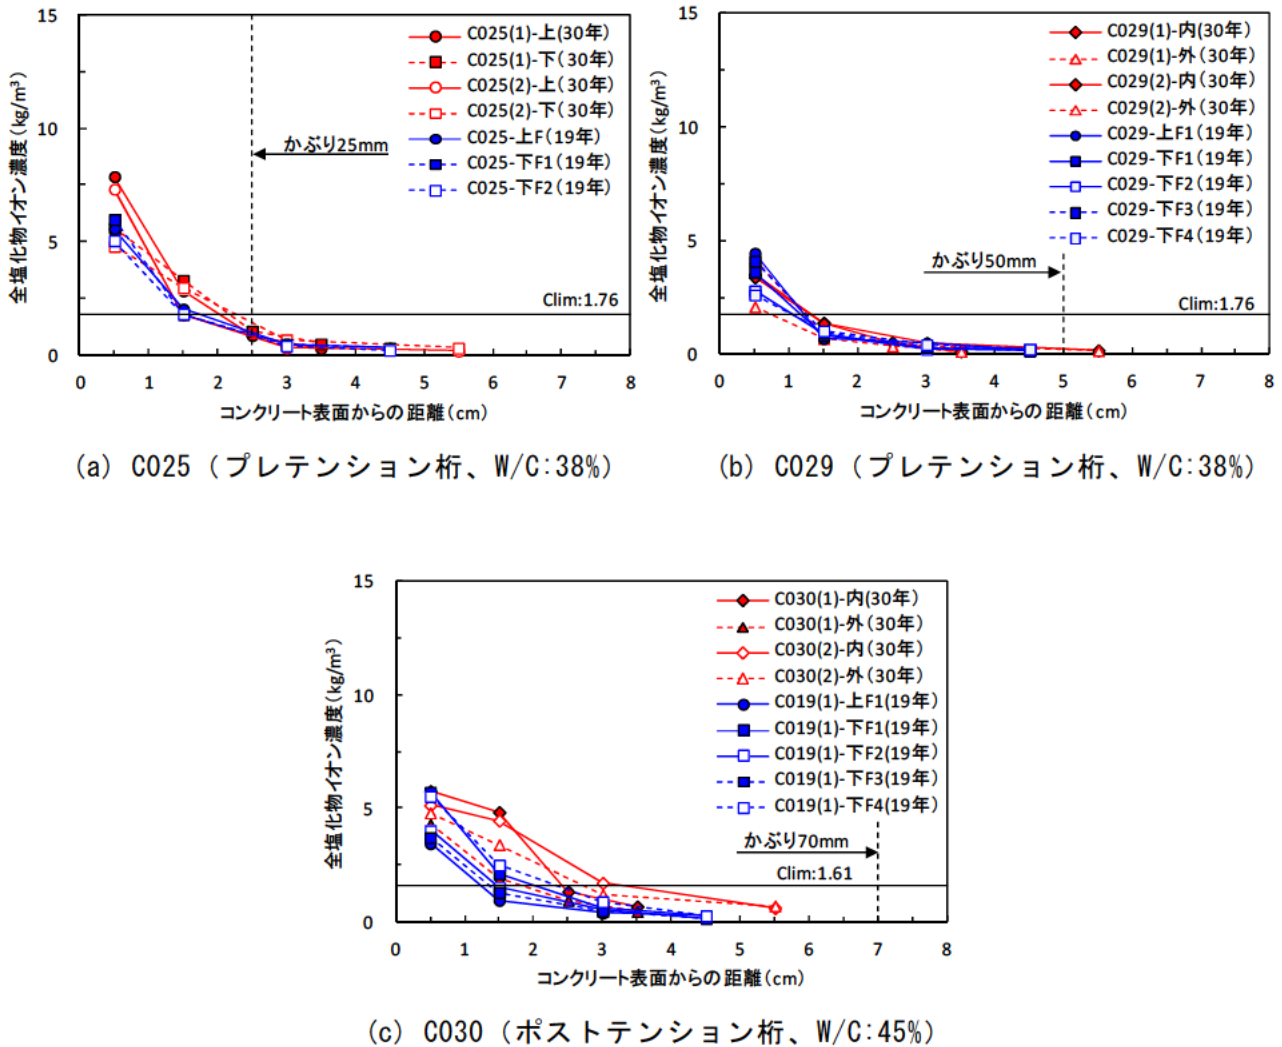 15
10
5
0
全塩化物イオン濃度(kg/m³)
C025(1)-上(30年)
C025(1)-下(30年)
C025(2)-上(30年)
C025(2)-下(30年)
C025-上F(19年)
C025-下F1(19年)
C025-下F2(19年)
かぶり25mm
Clim:1.76
0 1 2 3 4 5 6 7 8
コンクリート表面からの距離(cm)
(a) C025(プレテンション桁、W/C:38%)
15
10
5
0
全塩化物イオン濃度(kg/m³)
C029(1)-内(30年)
C029(1)-外(30年)
C029(2)-内(30年)
C029(2)-外(30年)
C029-上F1(19年)
C029-下F1(19年)
C029-下F2(19年)
C029-下F3(19年)
C029-下F4(19年)
かぶり50mm
Clim:1.76
0 1 2 3 4 5 6 7 8
コンクリート表面からの距離(cm)
(b) C029(プレテンション桁、W/C:38%)
15
10
5
0
全塩化物イオン濃度(kg/m³)
C030(1)-内(30年)
C030(1)-外(30年)
C030(2)-内(30年)
C030(2)-外(30年)
C019(1)-上F1(19年)
C019(1)-下F1(19年)
C019(1)-下F2(19年)
C019(1)-下F3(19年)
C019(1)-下F4(19年)
かぶり70mm
Clim:1.61
0 1 2 3 4 5 6 7 8
コンクリート表面からの距離(cm)
(c) C030(ポストテンション桁、W/C:45%)